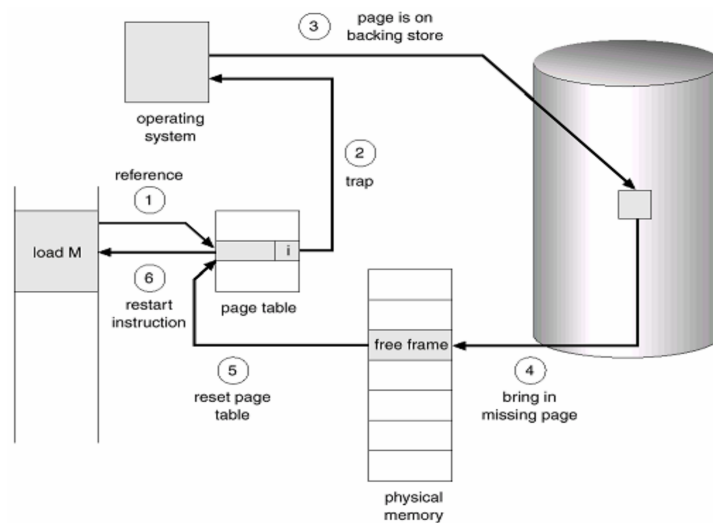 3
page is on
backing store
operating
system
2
trap
reference
1
load M
i
6
restart
instruction
page table
free frame
5
reset page
table
4
bring in
missing page
physical
memory